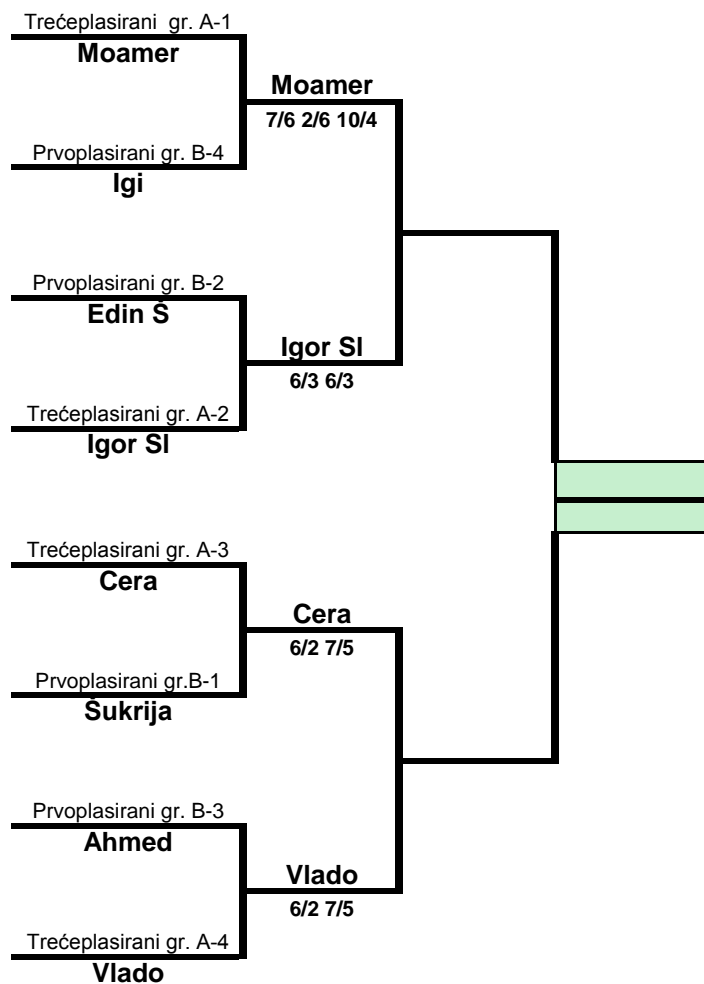 Trećeplasirani gr. A-1
Moamer
Moamer
7/6 2/6 10/4
Prvoplasirani gr. B-4
Igi
Prvoplasirani gr. B-2
Edin Š
Igor Sl
6/3 6/3
Trećeplasirani gr. A-2
Igor Sl
Trećeplasirani gr. A-3
Cera
Cera
6/2 7/5
Prvoplasirani gr.B-1
Šukrija
Prvoplasirani gr. B-3
Ahmed
Vlado
6/2 7/5
Trećeplasirani gr. A-4
Vlado